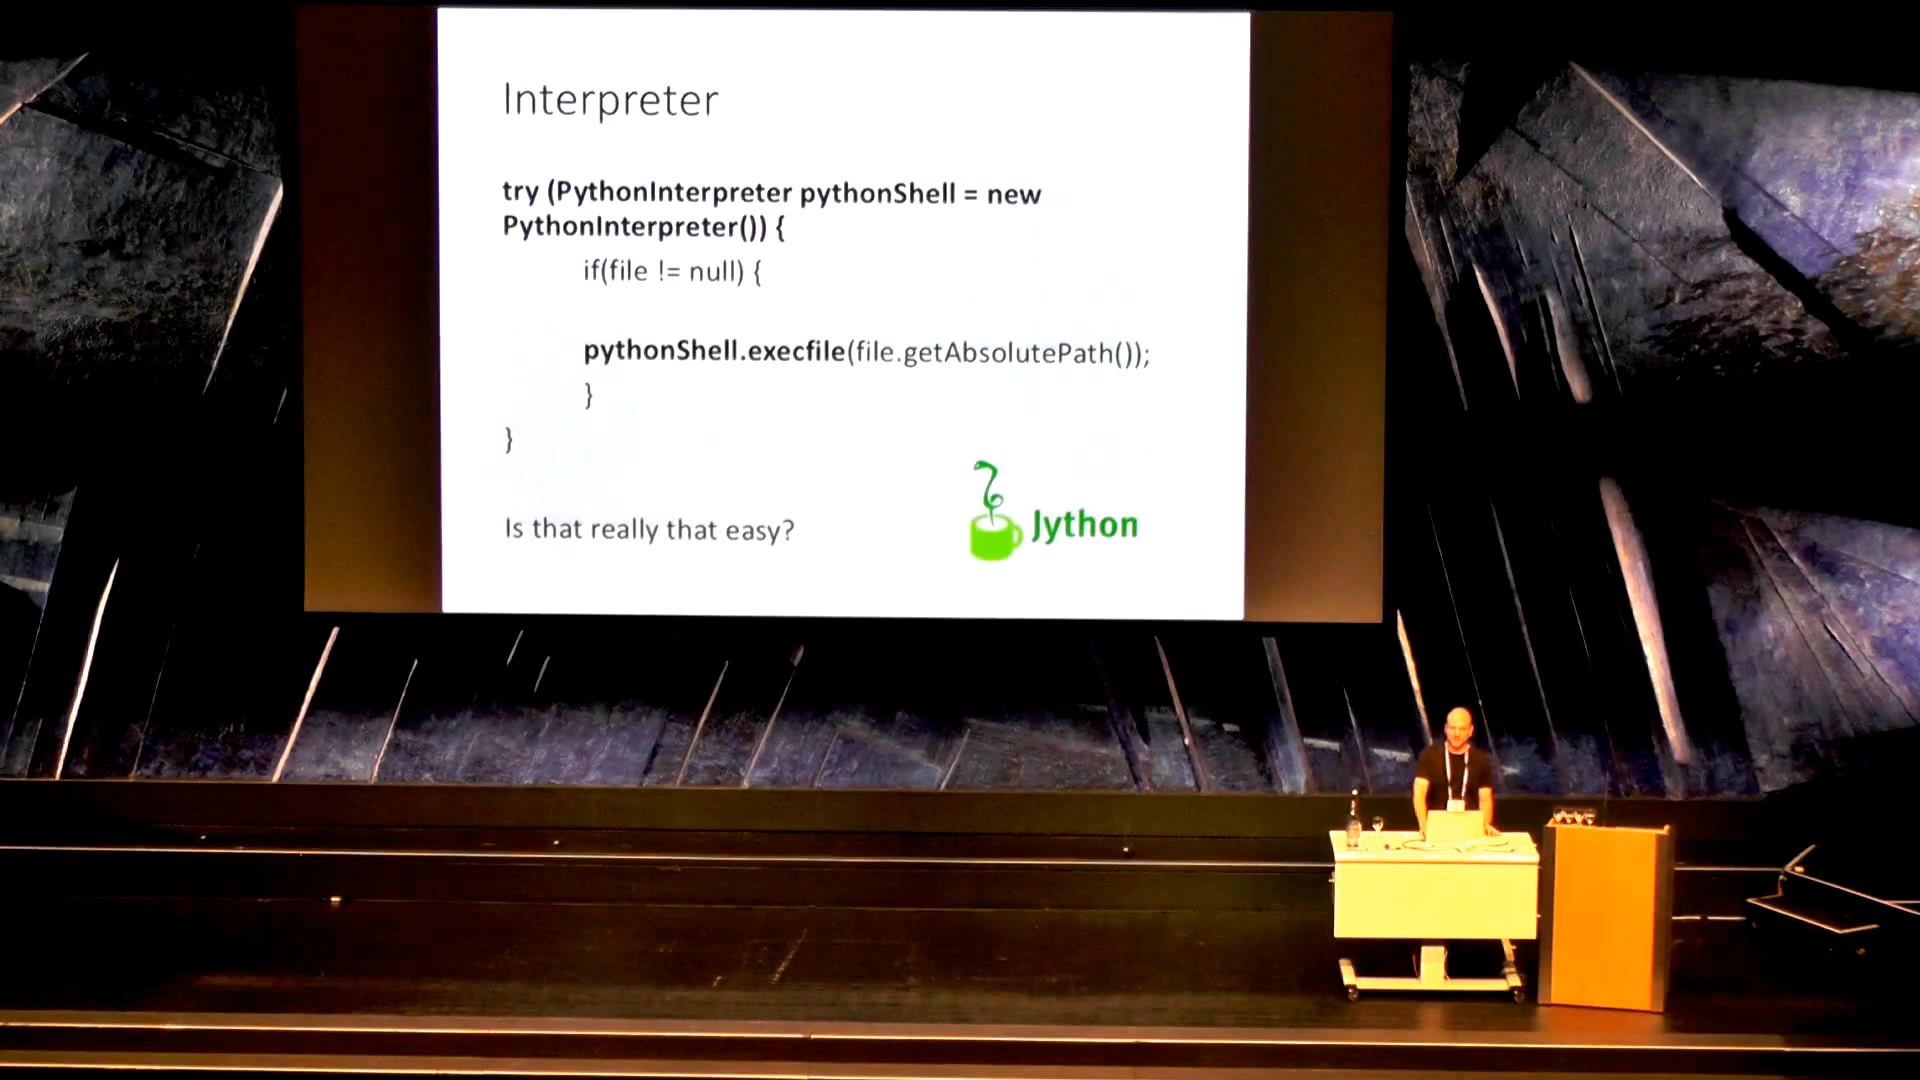 Interpreter
try (PythonInterpreter pythonShell = new
PythonInterpreter()) {
if(file != null) {
pythonShell.execfile(file.getAbsolutePath());
}
}
Is that really that easy?
Jython